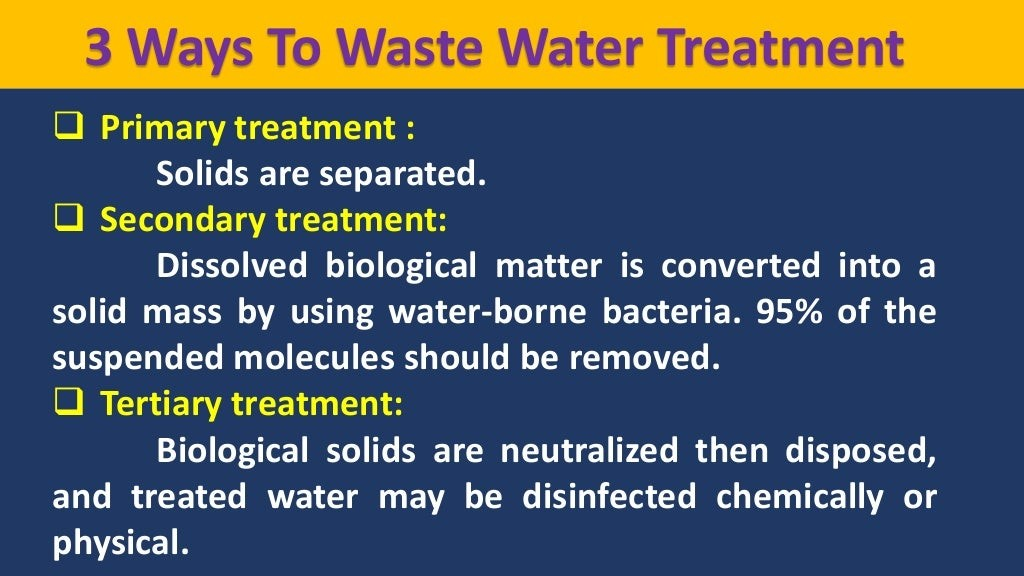 3 Ways To Waste Water Treatment
❑ Primary treatment :
Solids are separated.
❑ Secondary treatment:
Dissolved biological matter is converted into a
solid mass by using water-borne bacteria. 95% of the
suspended molecules should be removed.
❑ Tertiary treatment:
Biological solids are neutralized then disposed,
and treated water may be disinfected chemically or
physical.